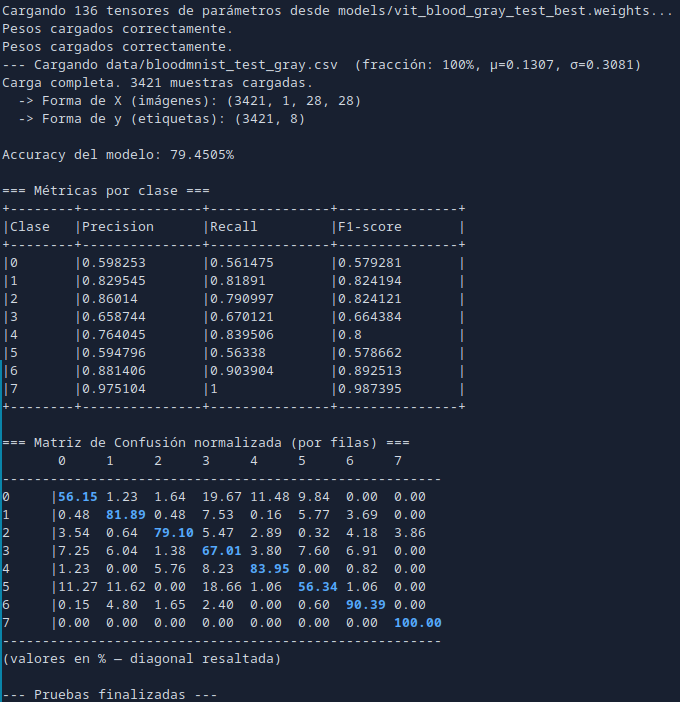 Cargando 136 tensores de parámetros desde models/vit_blood_gray_test_best.weights...
Pesos cargados correctamente.
Pesos cargados correctamente.
--- Cargando data/bloodmnist_test_gray.csv  (fracción: 100%, μ=0.1307, σ=0.3081)
Carga completa. 3421 muestras cargadas.
  -> Forma de X (imágenes): (3421, 1, 28, 28)
  -> Forma de y (etiquetas): (3421, 8)

Accuracy del modelo: 79.4505%

=== Métricas por clase ===
+--------+---------------+---------------+---------------+
|Clase   |Precision      |Recall         |F1-score       |
+--------+---------------+---------------+---------------+
|0       |0.598253       |0.561475       |0.579281       |
|1       |0.829545       |0.81891        |0.824194       |
|2       |0.86014        |0.790997       |0.824121       |
|3       |0.658744       |0.670121       |0.664384       |
|4       |0.764045       |0.839506       |0.8            |
|5       |0.594796       |0.56338        |0.578662       |
|6       |0.881406       |0.903904       |0.892513       |
|7       |0.975104       |1              |0.987395       |
+--------+---------------+---------------+---------------+

=== Matriz de Confusión normalizada (por filas) ===
       0     1     2     3     4     5     6     7
-------------------------------------------------------
0     |56.15 1.23  1.64  19.67 11.48 9.84  0.00  0.00
1     |0.48  81.89 0.48  7.53  0.16  5.77  3.69  0.00
2     |3.54  0.64  79.10 5.47  2.89  0.32  4.18  3.86
3     |7.25  6.04  1.38  67.01 3.80  7.60  6.91  0.00
4     |1.23  0.00  5.76  8.23  83.95 0.00  0.82  0.00
5     |11.27 11.62 0.00  18.66 1.06  56.34 1.06  0.00
6     |0.15  4.80  1.65  2.40  0.00  0.60  90.39 0.00
7     |0.00  0.00  0.00  0.00  0.00  0.00  0.00  100.00
-------------------------------------------------------
(valores en % — diagonal resaltada)

--- Pruebas finalizadas ---